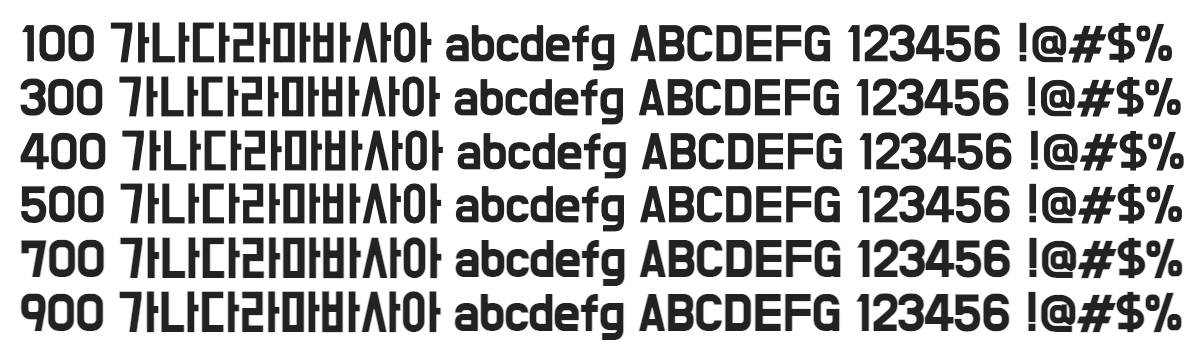 100 가나다라마바사아 abcdefg ABCDEFG 123456 !@#$%
300 가나다라마바사아 abcdefg ABCDEFG 123456 !@#$%
400 가나다라마바사아 abcdefg ABCDEFG 123456 !@#$%
500 가나다라마바사아 abcdefg ABCDEFG 123456 !@#$%
700 가나다라마바사아 abcdefg ABCDEFG 123456 !@#$%
900 가나다라마바사아 abcdefg ABCDEFG 123456 !@#$%